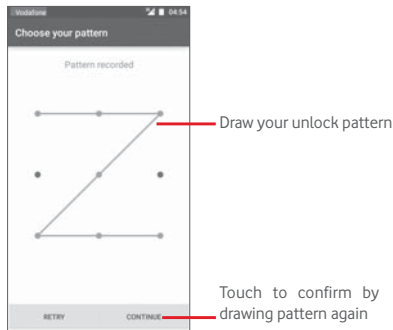 Vodafone 04:54
Choose your pattern
Pattern recorded
Draw your unlock pattern
Touch to confirm by
drawing pattern again
RETRY CONTINUE